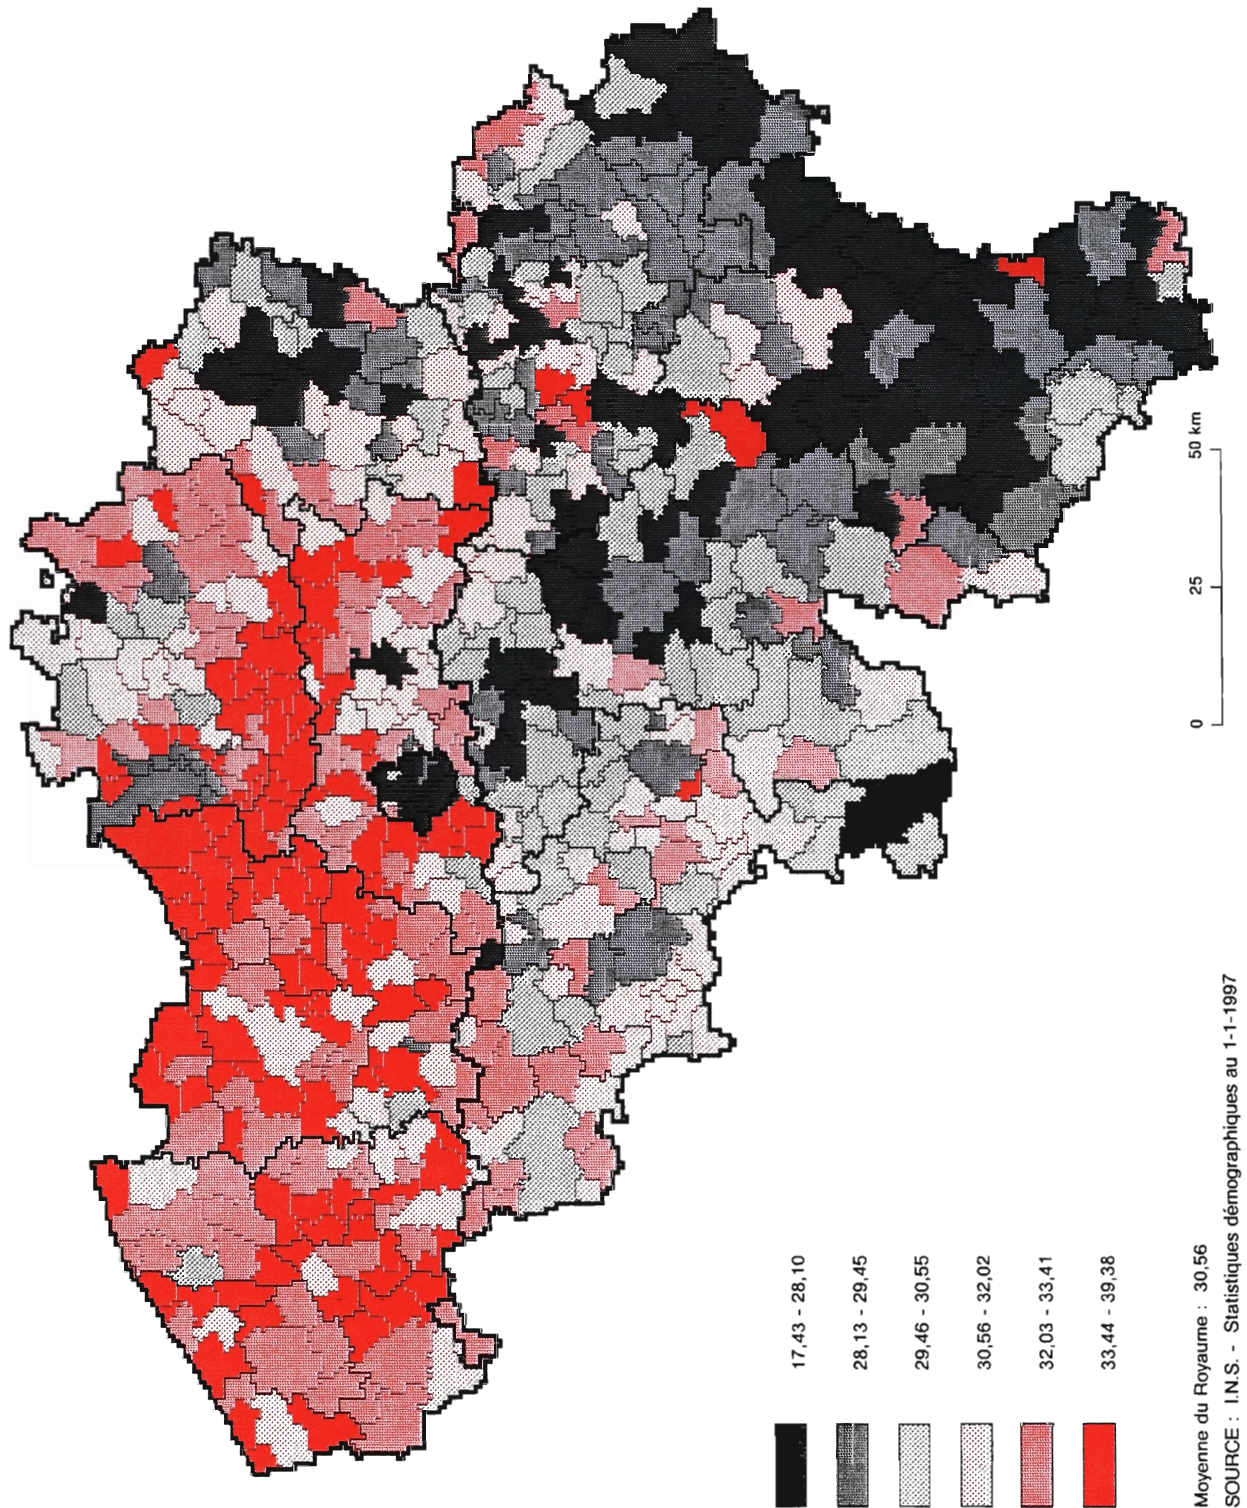 0 25 50 km
17,43 - 28,10
28,13 - 29,45
29,46 - 30,55
30,56 - 32,02
32,03 - 33,41
33,44 - 39,38
Moyenne du Royaume : 30,56
SOURCE : I.N.S. - Statistiques démographiques au 1-1-1997